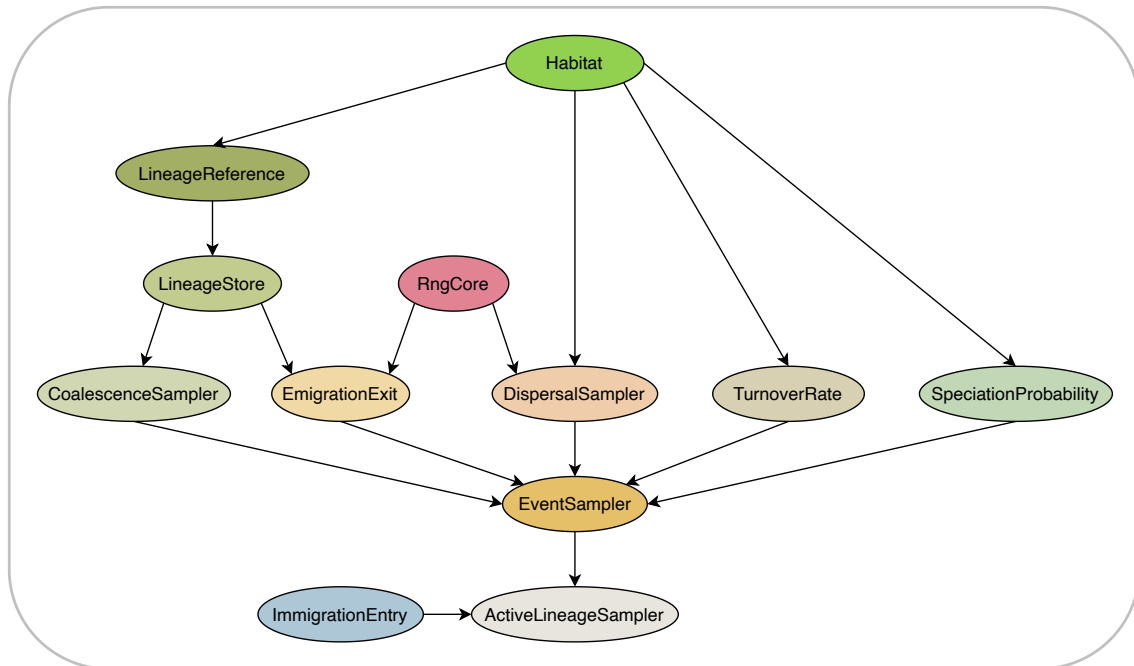 Habitat
LineageReference
LineageStore
RngCore
CoalescenceSampler
EmigrationExit
DispersalSampler
TurnoverRate
SpeciationProbability
EventSampler
ImmigrationEntry
ActiveLineageSampler